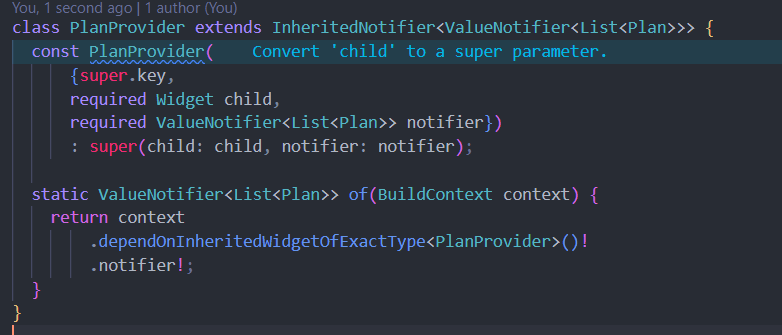 You, 1 second ago | 1 author (You)
class PlanProvider extends InheritedNotifier<ValueNotifier<List<Plan>>> {
  const PlanProvider(    Convert 'child' to a super parameter.
      {super.key,
      required Widget child,
      required ValueNotifier<List<Plan>> notifier})
      : super(child: child, notifier: notifier);
  static ValueNotifier<List<Plan>> of(BuildContext context) {
    return context
        .dependOnInheritedWidgetOfExactType<PlanProvider>()!
        .notifier!;
  }
}